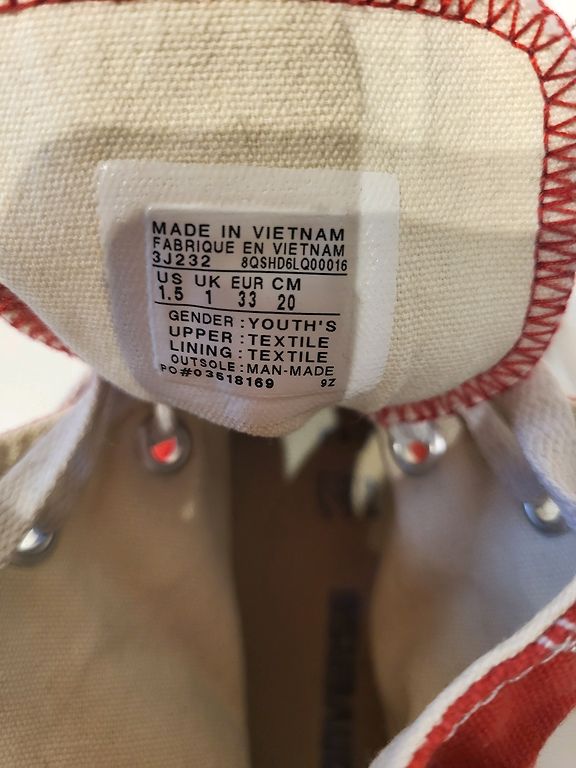 MADE IN VIETNAM
FABRIQUE EN VIETNAM
3J232 8QSHD6LQ00016
US UK EUR CM
1.5 1 33 20
GENDER : YOUTH'S
UPPER : TEXTILE
LINING : TEXTILE
OUTSOLE : MAN-MADE
PO#03618169 9Z